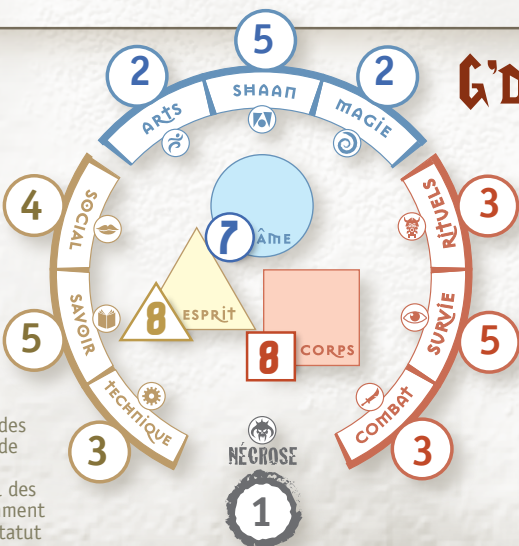 5
2
2
G'D
SHAAN
ARTS
MAGIE
4
SOCIAL
RITUELS
3
7
ÂME
5
SAVOIR
8
ESPRIT
8
CORPS
SURVIE
5
TECHNIQUE
3
COMBAT
3
des
de
des
ment
tatut
NÉCROSE
1